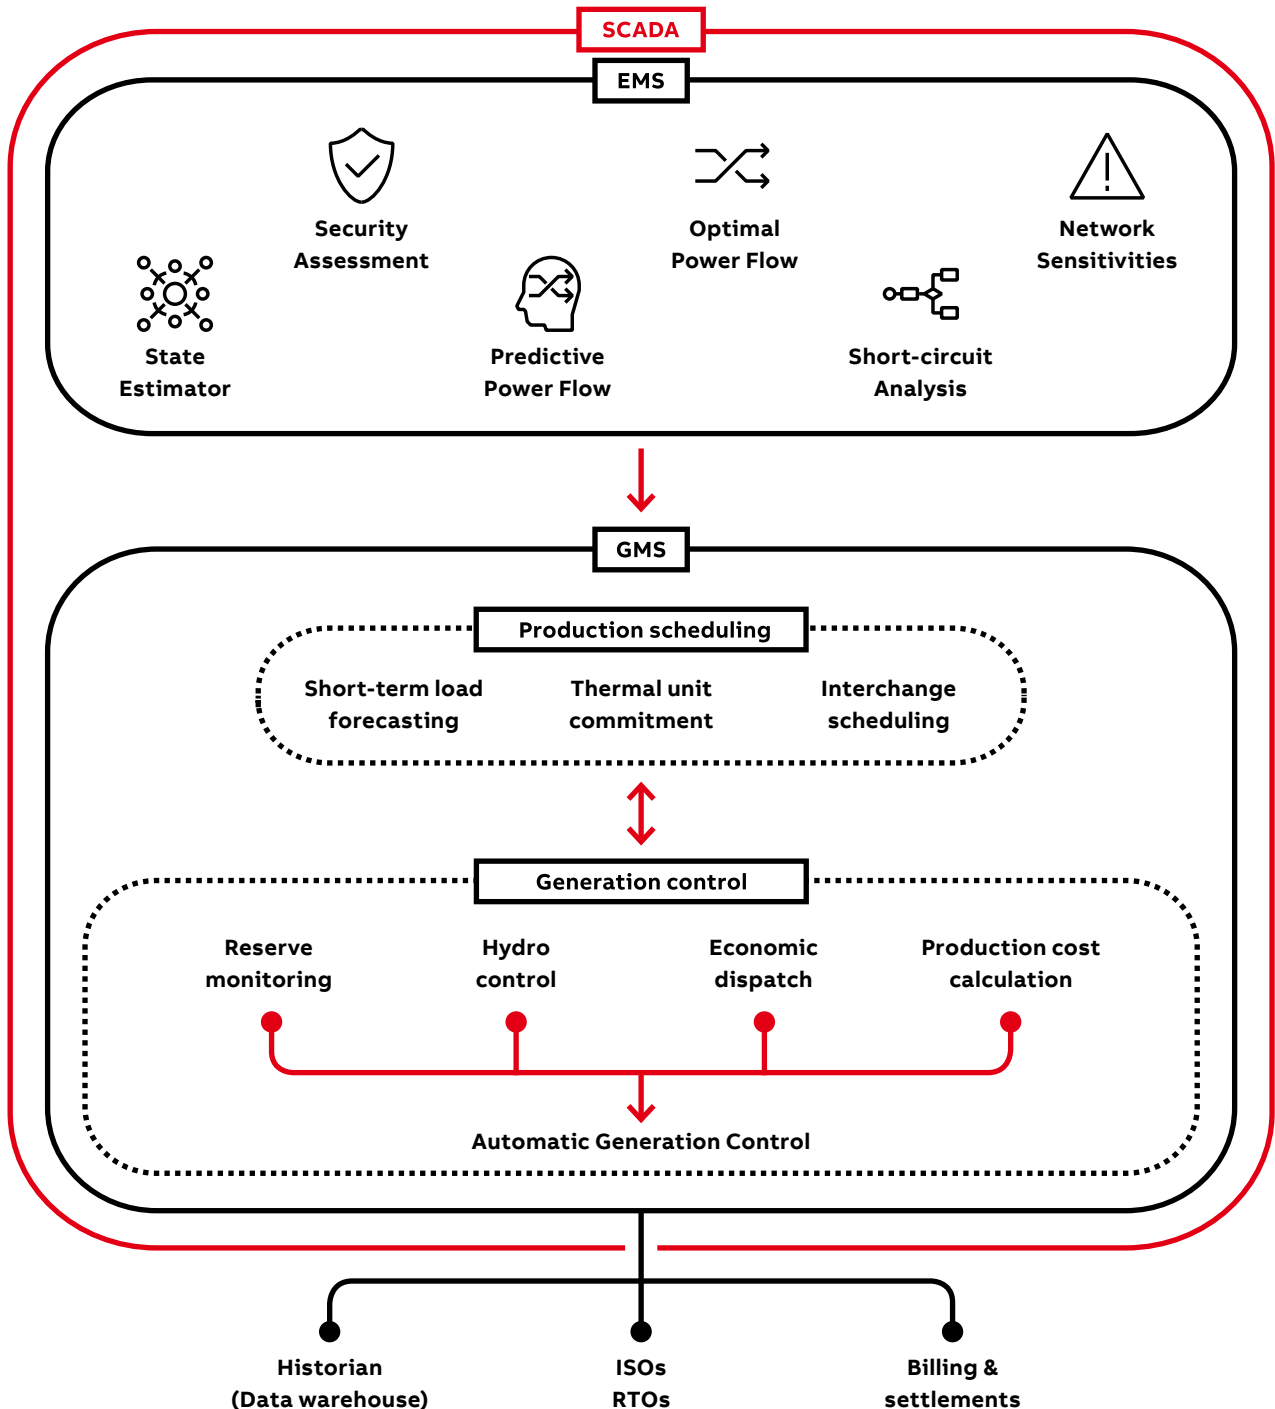 SCADA
EMS
Security
Assessment
Optimal
Power Flow
Network
Sensitivities
State
Estimator
Predictive
Power Flow
Short-circuit
Analysis
GMS
Production scheduling
Short-term load
forecasting
Thermal unit
commitment
Interchange
scheduling
Generation control
Reserve
monitoring
Hydro
control
Economic
dispatch
Production cost
calculation
Automatic Generation Control
Historian
(Data warehouse)
ISOs
RTOs
Billing &
settlements